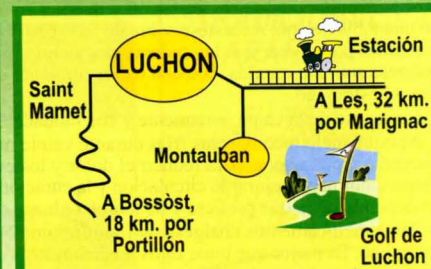 LUCHON
Estación
Saint
Mamet
A Les, 32 km.
por Marignac
Montauban
A Bossòst,
18 km. por
Portillón
Golf de
Luchon